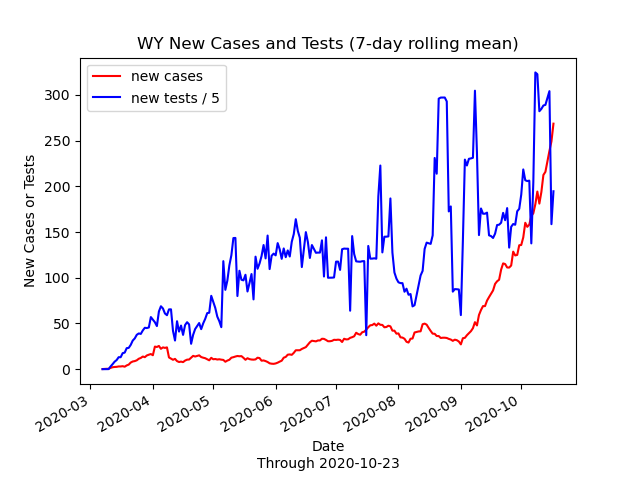 WY New Cases and Tests (7-day rolling mean)
new cases
new tests / 5
New Cases or Tests
300
250
200
150
100
50
0
2020-03
2020-04
2020-05
2020-06
2020-07
2020-08
2020-09
2020-10
Date
Through 2020-10-23